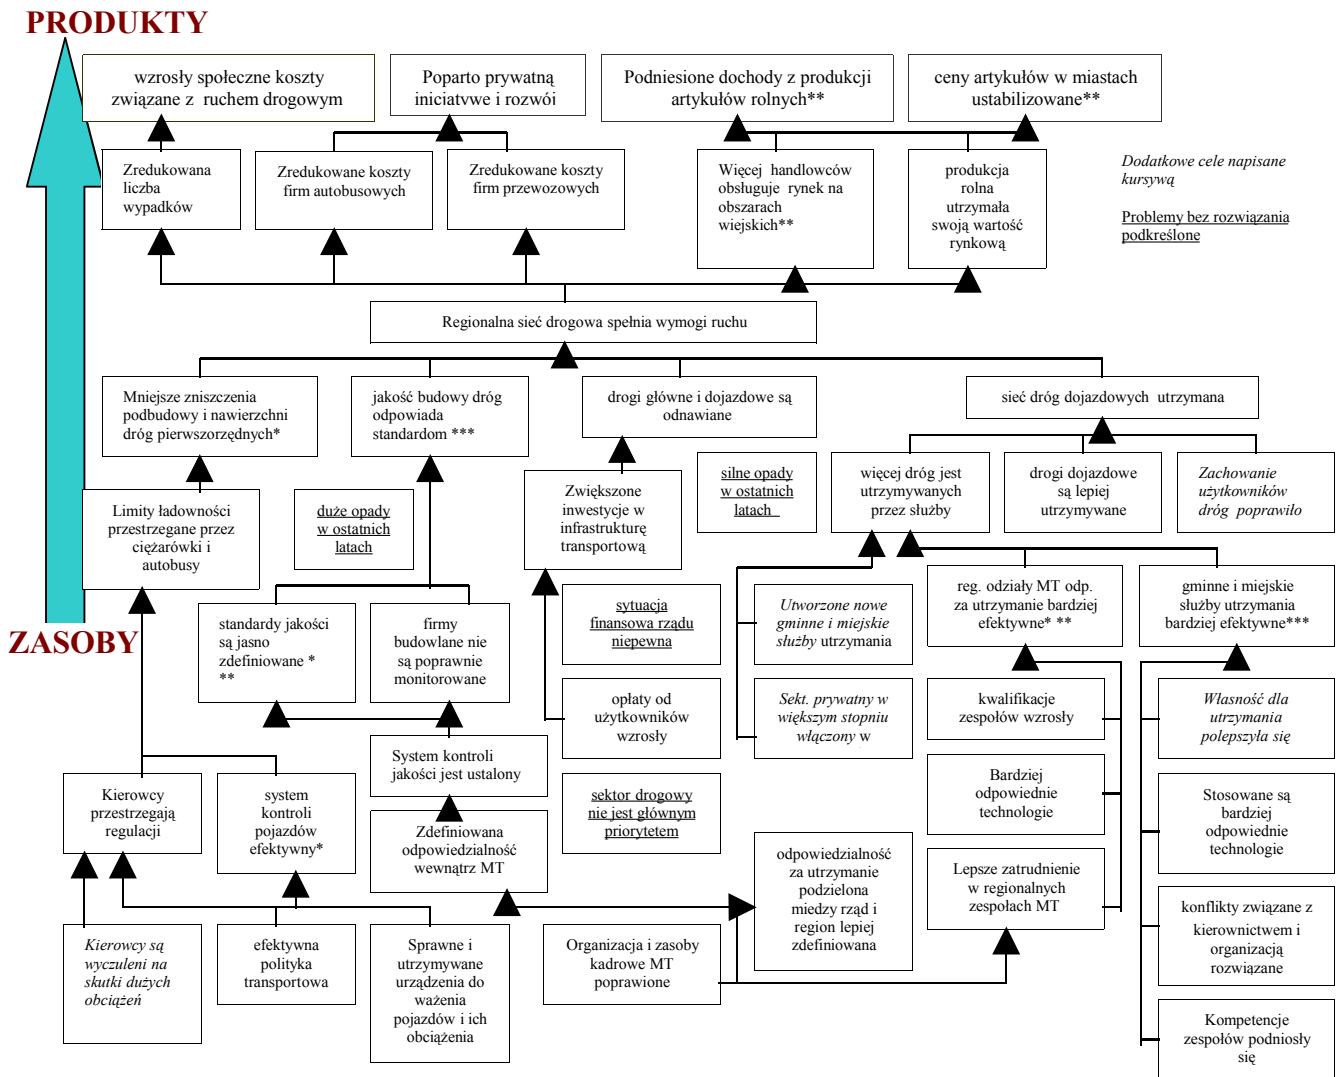 PRODUKTY
wzrosły społeczne koszty
związane z ruchem drogowym
Poparto prywatną
iniciatywe i rozwói
Podniesione dochody z produkcji
artykułów rolnych**
ceny artykułów w miastach
ustabilizowane**
Zredukowana
liczba
wypadków
Zredukowane koszty
firm autobusowych
Zredukowane koszty
firm przewozowych
Więcej handlowców
obsługuje rynek na
obszarach
wiejskich**
produkcja
rolna
utrzymała
swoją wartość
rynkową
Dodatkowe cele napisane
kursywą
Problemy bez rozwiązania
podkreślone
Regionalna sieć drogowa spełnia wymogi ruchu
Mniejsze zniszczenia
podbudowy i nawierzchni
dróg pierwszorzędnych*
jakość budowy dróg
odpowiada
standardom ***
drogi główne i dojazdowe są
odnawiane
sieć dróg dojazdowych utrzymana
Limity ładowności
przestrzegane przez
ciężarówki i
autobusy
duże opady
w ostatnich
latach
Zwiększone
inwestycje w
infrastrukturę
transportową
silne opady
w ostatnich
latach
więcej dróg jest
utrzymywanych
przez służby
drogi dojazdowe
są lepiej
utrzymywane
Zachowanie
użytkowników
dróg poprawiło
ZASOBY
standardy jakości
są jasno
zdefiniowane *
**
firmy
budowlane nie
są poprawnie
monitorowane
sytuacja
finansowa rządu
niepewna
Utworzone nowe
gminne i miejskie
służby utrzymania
reg. odziały MT odp.
za utrzymanie bardziej
efektywne* **
gminne i miejskie
służby utrzymania
bardziej efektywne***
opłaty od
użytkowników
wzrosły
Sekt. prywatny w
większym stopniu
włączony w
kwalifikacje
zespołów wzrosły
Własność dla
utrzymania
polepszyła się
System kontroli
jakości jest ustalony
Kierowcy
przestrzegają
regulacji
system
kontroli
pojazdów
efektywny*
sektor drogowy
nie jest głównym
priorytetem
Bardziej
odpowiednie
technologie
Stosowane są
bardziej
odpowiednie
technologie
Zdefiniowana
odpowiedzialność
wewnątrz MT
odpowiedzialność
za utrzymanie
podzielona
miedzy rząd i
region lepiej
zdefiniowana
Lepsze zatrudnienie
w regionalnych
zespołach MT
konflikty związane z
kierownictwem i
organizacją
rozwiązane
Kierowcy są
wyczuleni na
skutki dużych
obciążeń
efektywna
polityka
transportowa
Sprawne i
utrzymywane
urządzenia do
ważenia
pojazdów i ich
obciążenia
Organizacja i zasoby
kadrowe MT
poprawione
Kompetencje
zespołów podniosły
się